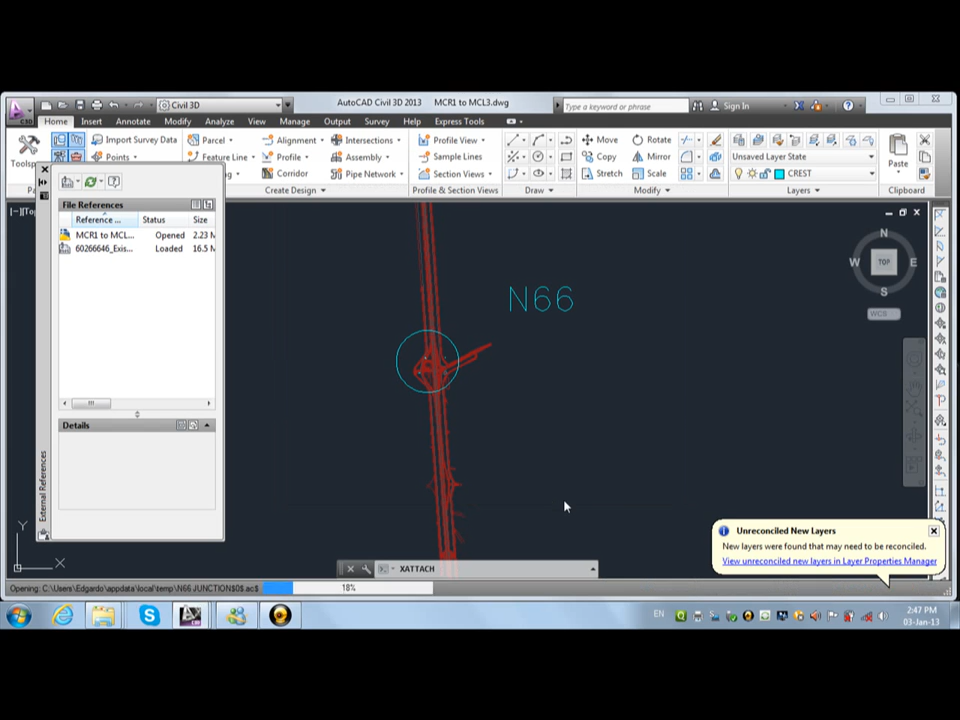 Civil 3D
AutoCAD Civil 3D 2013 MCR1 to MCL3.dwg
Type a keyword or phrase
Sign In
Home Insert Annotate Modify Analyze View Manage Output Survey Help Express Tools
Import Survey Data Parcel Alignment Intersections Profile View Move Rotate Unsaved Layer State
Toolsp Points Feature Line Profile Assembly Sample Lines Copy Mirror Paste
Corridor Pipe Network Section Views Stretch Scale CREST
Create Design Profile & Section Views Draw Modify Layers Clipboard
File References
Reference ... Status Size
MCR1 to MCL... Opened 2.23 M
60266646_Exis... Loaded 16.5 M
Details
External References
[−][To
N66
N
W TOP E
S
WCS
Y
X
Unreconciled New Layers
New layers were found that may need to be reconciled.
View unreconciled new layers in Layer Properties Manager
XATTACH
Opening: C:\Users\Edgardo\appdata\local\temp\N66 JUNCTION$0$.ac$ 18%
EN
2:47 PM
03-Jan-13